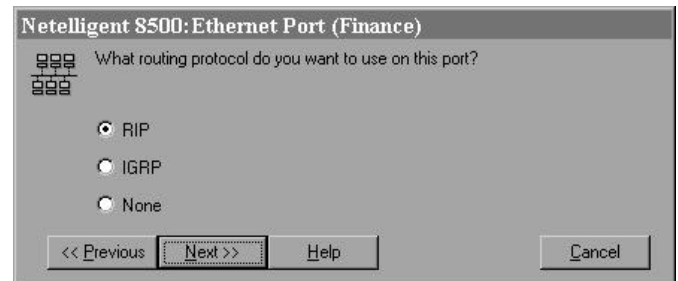 Netelligent 8500: Ethernet Port (Finance)
What routing protocol do you want to use on this port?
RIP
IGRP
None
<< Previous Next >> Help Cancel